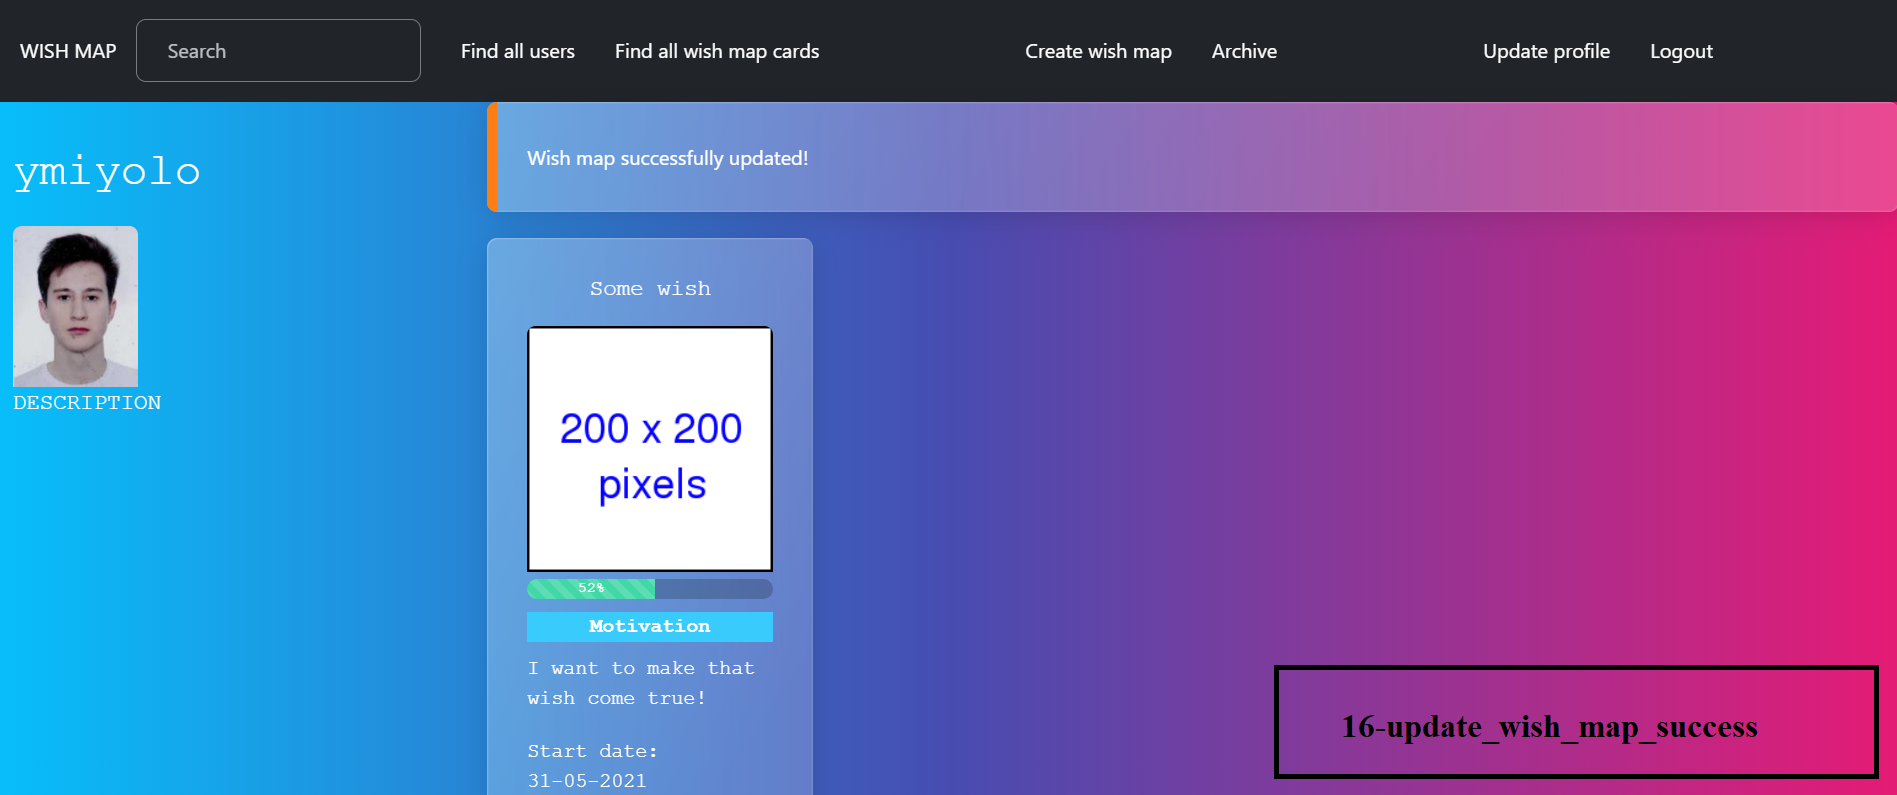 WISH MAP
Search
Find all users
Find all wish map cards
Create wish map
Archive
Update profile
Logout
ymiyolo
DESCRIPTION
Wish map successfully updated!
Some wish
200 x 200
pixels
52%
Motivation
I want to make that
wish come true!
Start date:
31-05-2021
16-update_wish_map_success